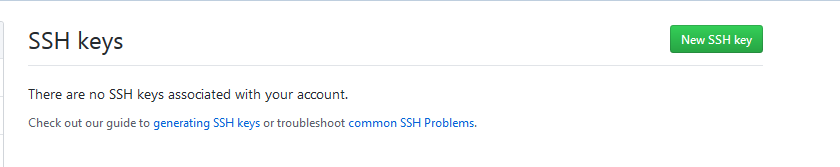 SSH keys
New SSH key
There are no SSH keys associated with your account.
Check out our guide to generating SSH keys or troubleshoot common SSH Problems.